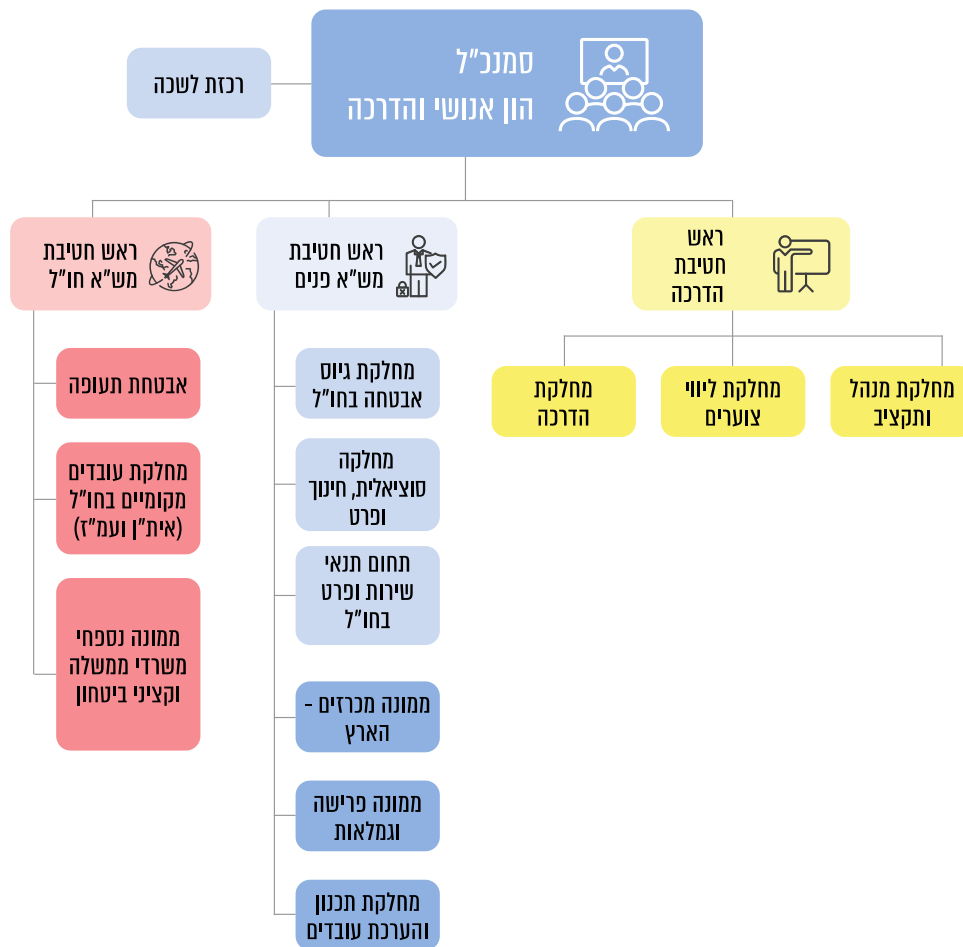 סמנכ"ל
הון אנושי והדרכה
רכזת לשכה
ראש
חטיבת
הדרכה
ראש חטיבת
מש"א פנים
ראש חטיבת
מש"א חו"ל
מחלקת מנהל
ותקציב
מחלקת ליווי
צוערים
מחלקת
הדרכה
מחלקת גיוס
אבטחה בחו"ל
מחלקה
סוציאלית, חינוך
ופרט
תחום תנאי
שירות ופרט
בחו"ל
ממונה מכרזים -
הארץ
ממונה פרישה
וגמלאות
מחלקת תכנון
והערכת עובדים
אבטחת תעופה
מחלקת עובדים
מקומיים בחו"ל
(אית"ן ועמ"ז)
ממונה נספחי
משרדי ממשלה
וקציני ביטחון